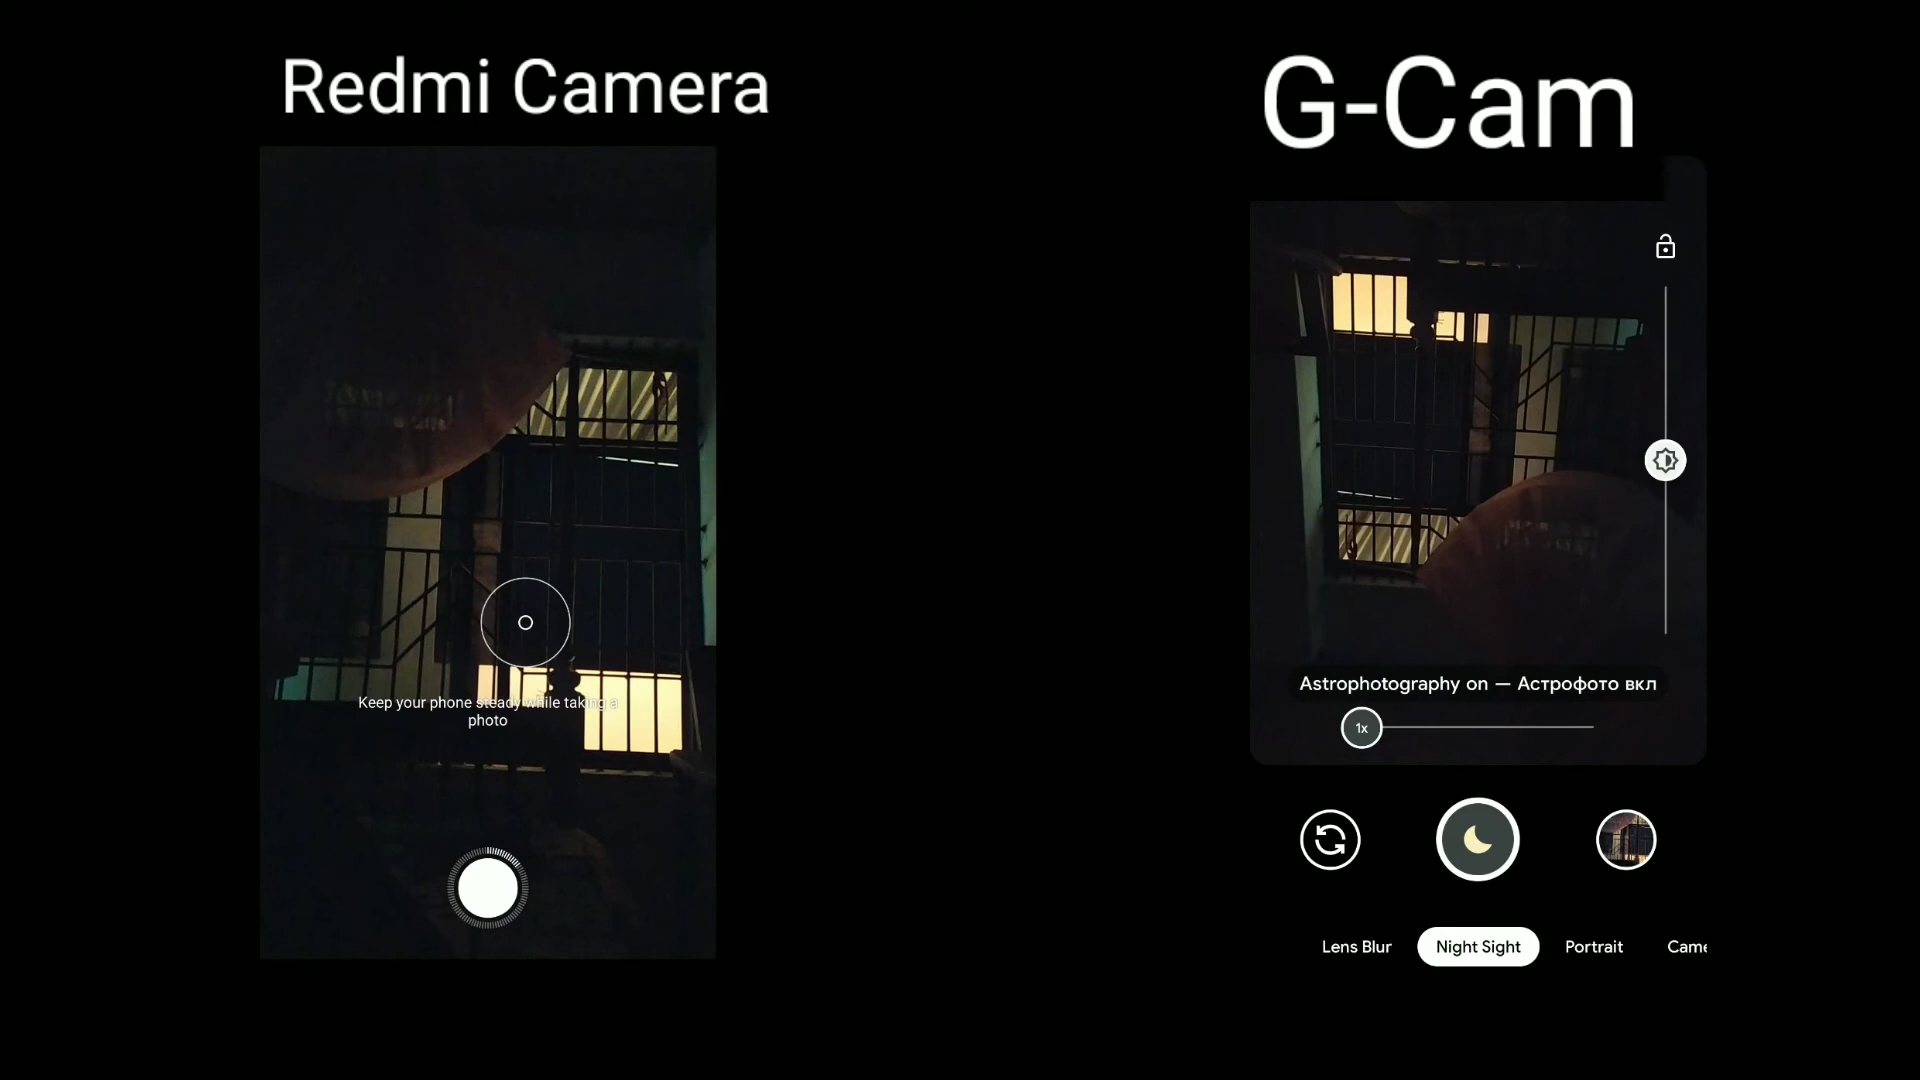 Redmi Camera
G-Cam
Keep your phone steady while taking a
photo
Astrophotography on — Астрофото вкл
1x
Lens Blur
Night Sight
Portrait
Came